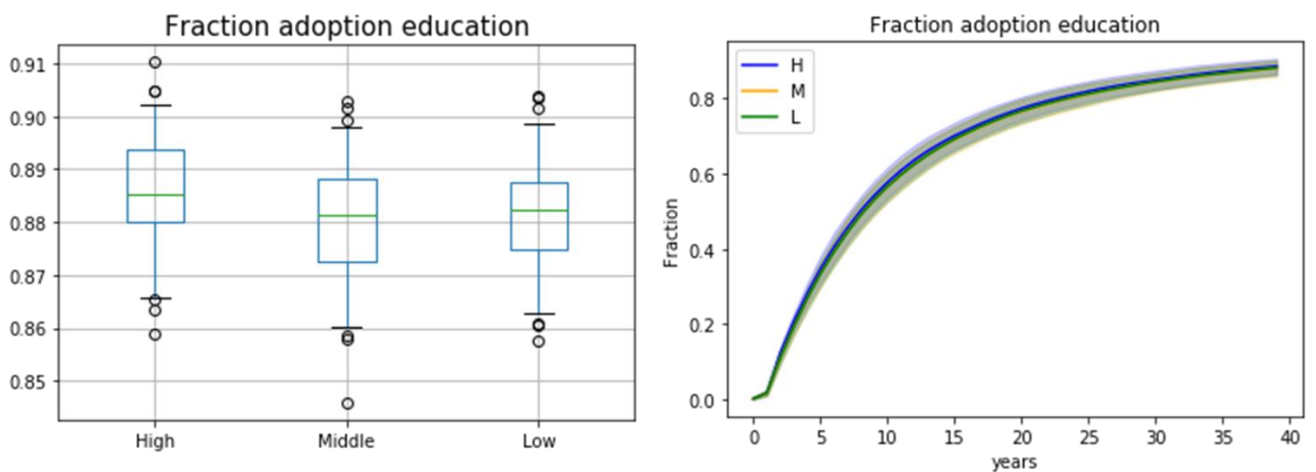 Fraction adoption education
0.91
0.90
0.89
0.88
0.87
0.86
0.85
High Middle Low
Fraction adoption education
H
M
L
Fraction
0.8
0.6
0.4
0.2
0.0
0 5 10 15 20 25 30 35 40
years